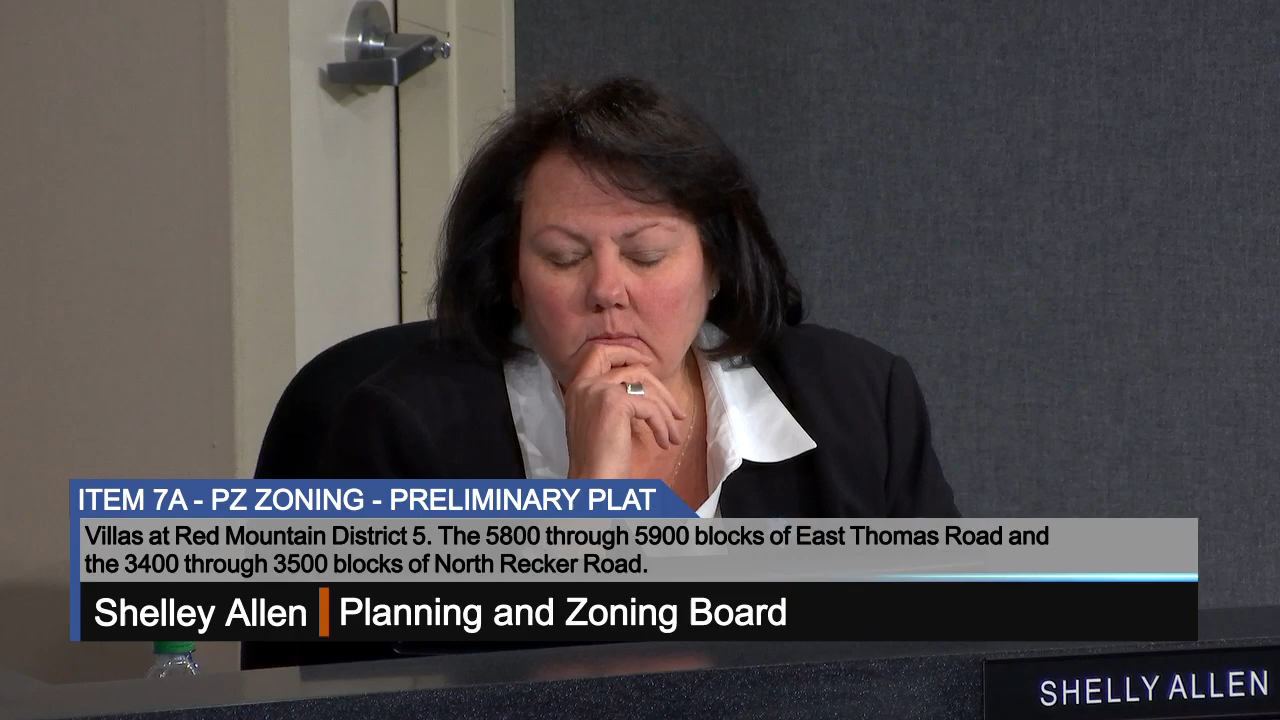 ITEM 7A - PZ ZONING - PRELIMINARY PLAT
Villas at Red Mountain District 5. The 5800 through 5900 blocks of East Thomas Road and
the 3400 through 3500 blocks of North Recker Road.
Shelley Allen | Planning and Zoning Board
SHELLY ALLEN